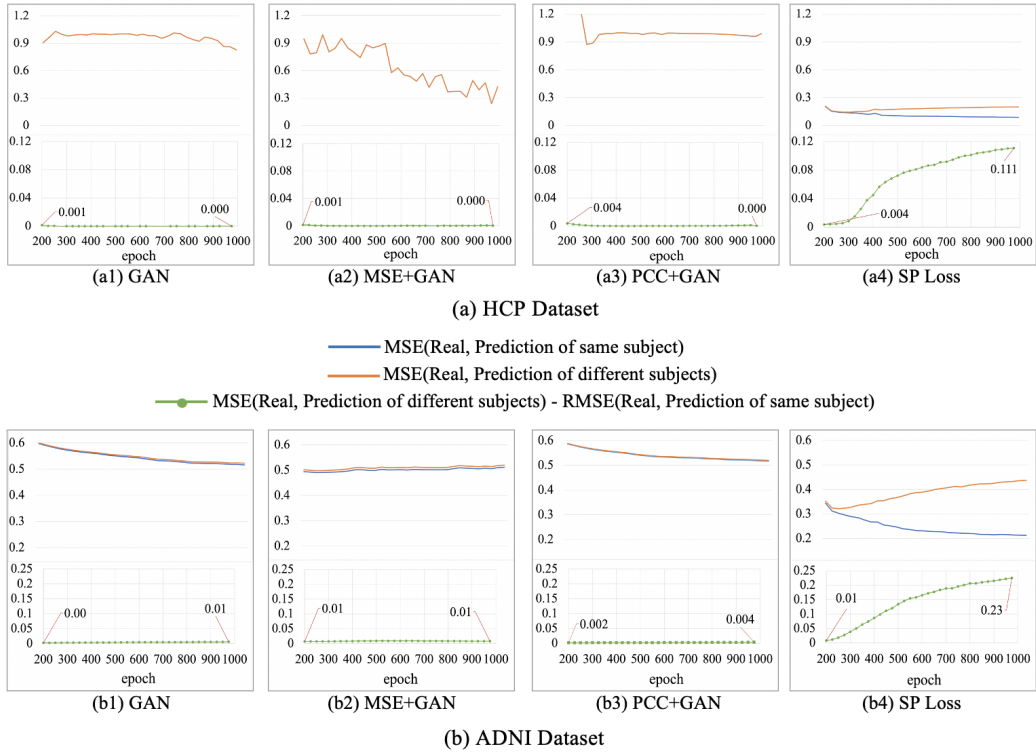 1.2 1.2 1.2 1.2
0.9 0.9 0.9 0.9
0.6 0.6 0.6 0.6
0.3 0.3 0.3 0.3
0 0 0 0
0.12 0.12 0.12 0.12
0.08 0.08 0.08 0.08
0.111
0.04 0.001 0.000 0.04 0.001 0.000 0.04 0.004 0.000 0.04 0.004
0 0 0 0
200 300 400 500 600 700 800 900 1000 200 300 400 500 600 700 800 900 1000 200 300 400 500 600 700 800 900 1000 200 300 400 500 600 700 800 900 1000
epoch epoch epoch epoch
(a1) GAN (a2) MSE+GAN (a3) PCC+GAN (a4) SP Loss
(a) HCP Dataset
MSE(Real, Prediction of same subject)
MSE(Real, Prediction of different subjects)
MSE(Real, Prediction of different subjects) - RMSE(Real, Prediction of same subject)
0.6 0.6 0.6 0.6
0.5 0.5 0.5 0.5
0.4 0.4 0.4 0.4
0.3 0.3 0.3 0.3
0.2 0.2 0.2 0.2
0.25 0.25 0.25 0.25
0.2 0.2 0.2 0.2
0.15 0.15 0.15 0.15
0.1 0.00 0.01 0.1 0.01 0.01 0.1 0.002 0.004 0.1 0.01 0.23
0.05 0.05 0.05 0.05
0 0 0 0
200 300 400 500 600 700 800 900 1000 200 300 400 500 600 700 800 900 1000 200 300 400 500 600 700 800 900 1000 200 300 400 500 600 700 800 900 1000
epoch epoch epoch epoch
(b1) GAN (b2) MSE+GAN (b3) PCC+GAN (b4) SP Loss
(b) ADNI Dataset